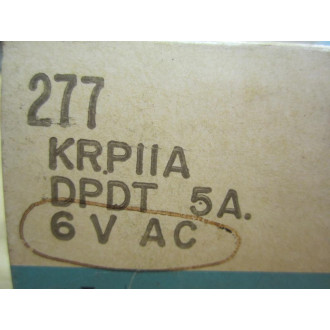 277
KRP11A
DPDT 5A.
6 V AC